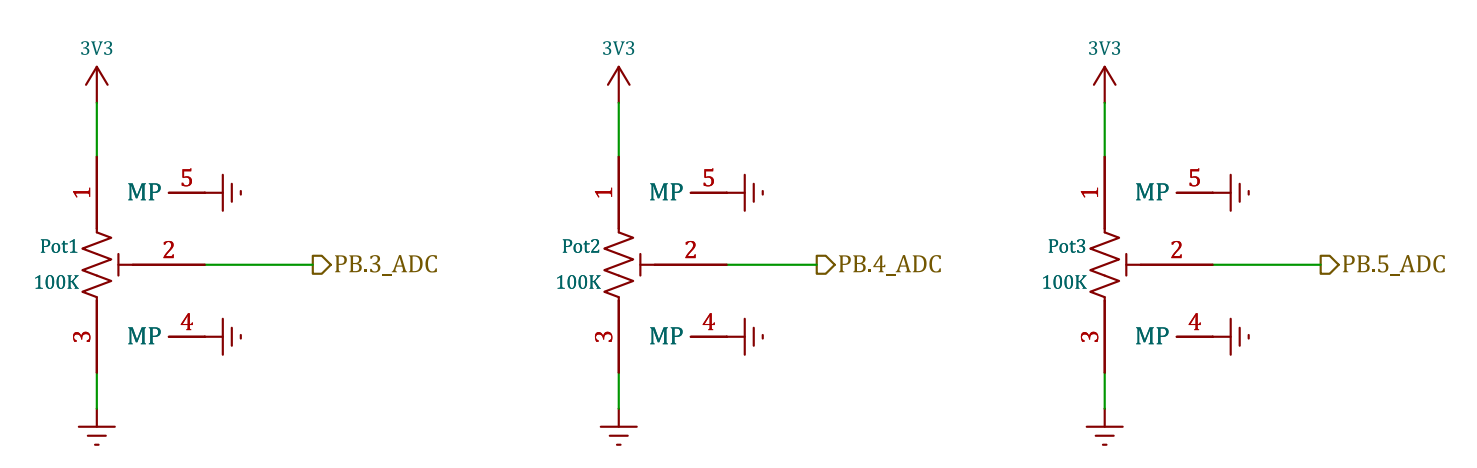 3V3
1
MP 5
Pot1
100K
2
PB.3_ADC
3
MP 4
3V3
1
MP 5
Pot2
100K
2
PB.4_ADC
3
MP 4
3V3
1
MP 5
Pot3
100K
2
PB.5_ADC
3
MP 4